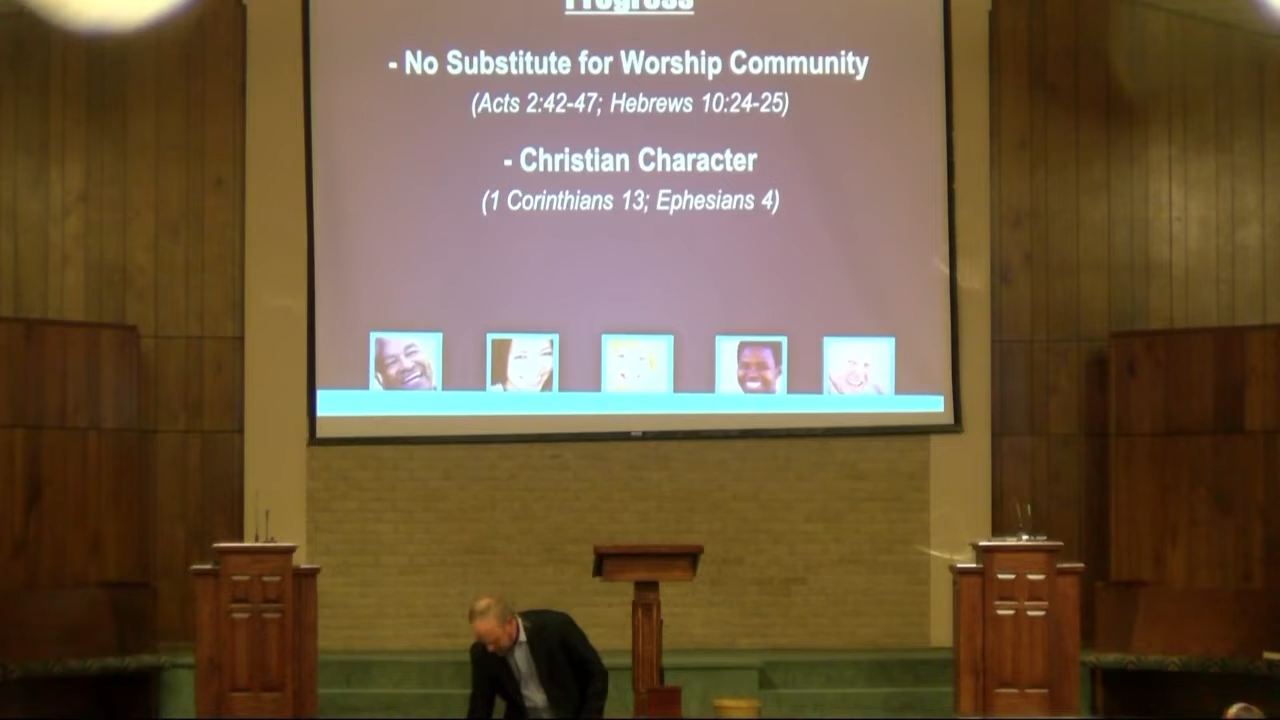 Progress
- No Substitute for Worship Community
(Acts 2:42-47; Hebrews 10:24-25)
- Christian Character
(1 Corinthians 13; Ephesians 4)